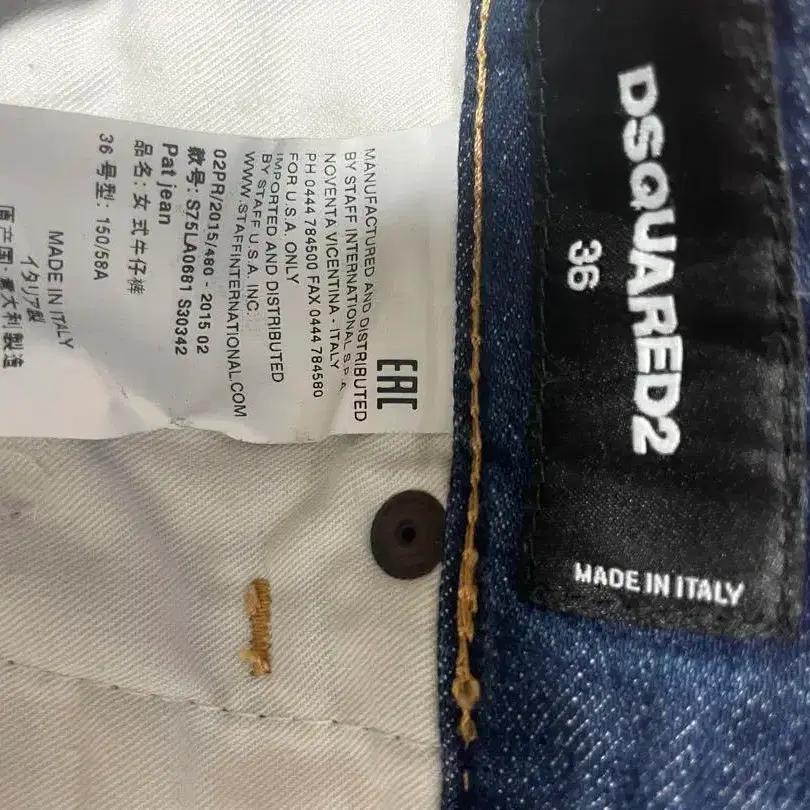 DSQUARED2
36
MADE IN ITALY
EAC
MANUFACTURED AND DISTRIBUTED
BY STAFF INTERNATIONAL S.P.A.
NOVENTA VICENTINA - ITALY
PH 0444 784500 FAX 0444 784580
FOR U.S.A. ONLY
IMPORTED AND DISTRIBUTED
BY STAFF U.S.A. INC.
WWW.STAFFINTERNATIONAL.COM
02PR/2015/480 - 2015 02
款号: S75LA0681 S30342
Pat jean
品名: 女式牛仔裤
36 号型: 150/58A
MADE IN ITALY
イタリア製
原产国: 意大利製造